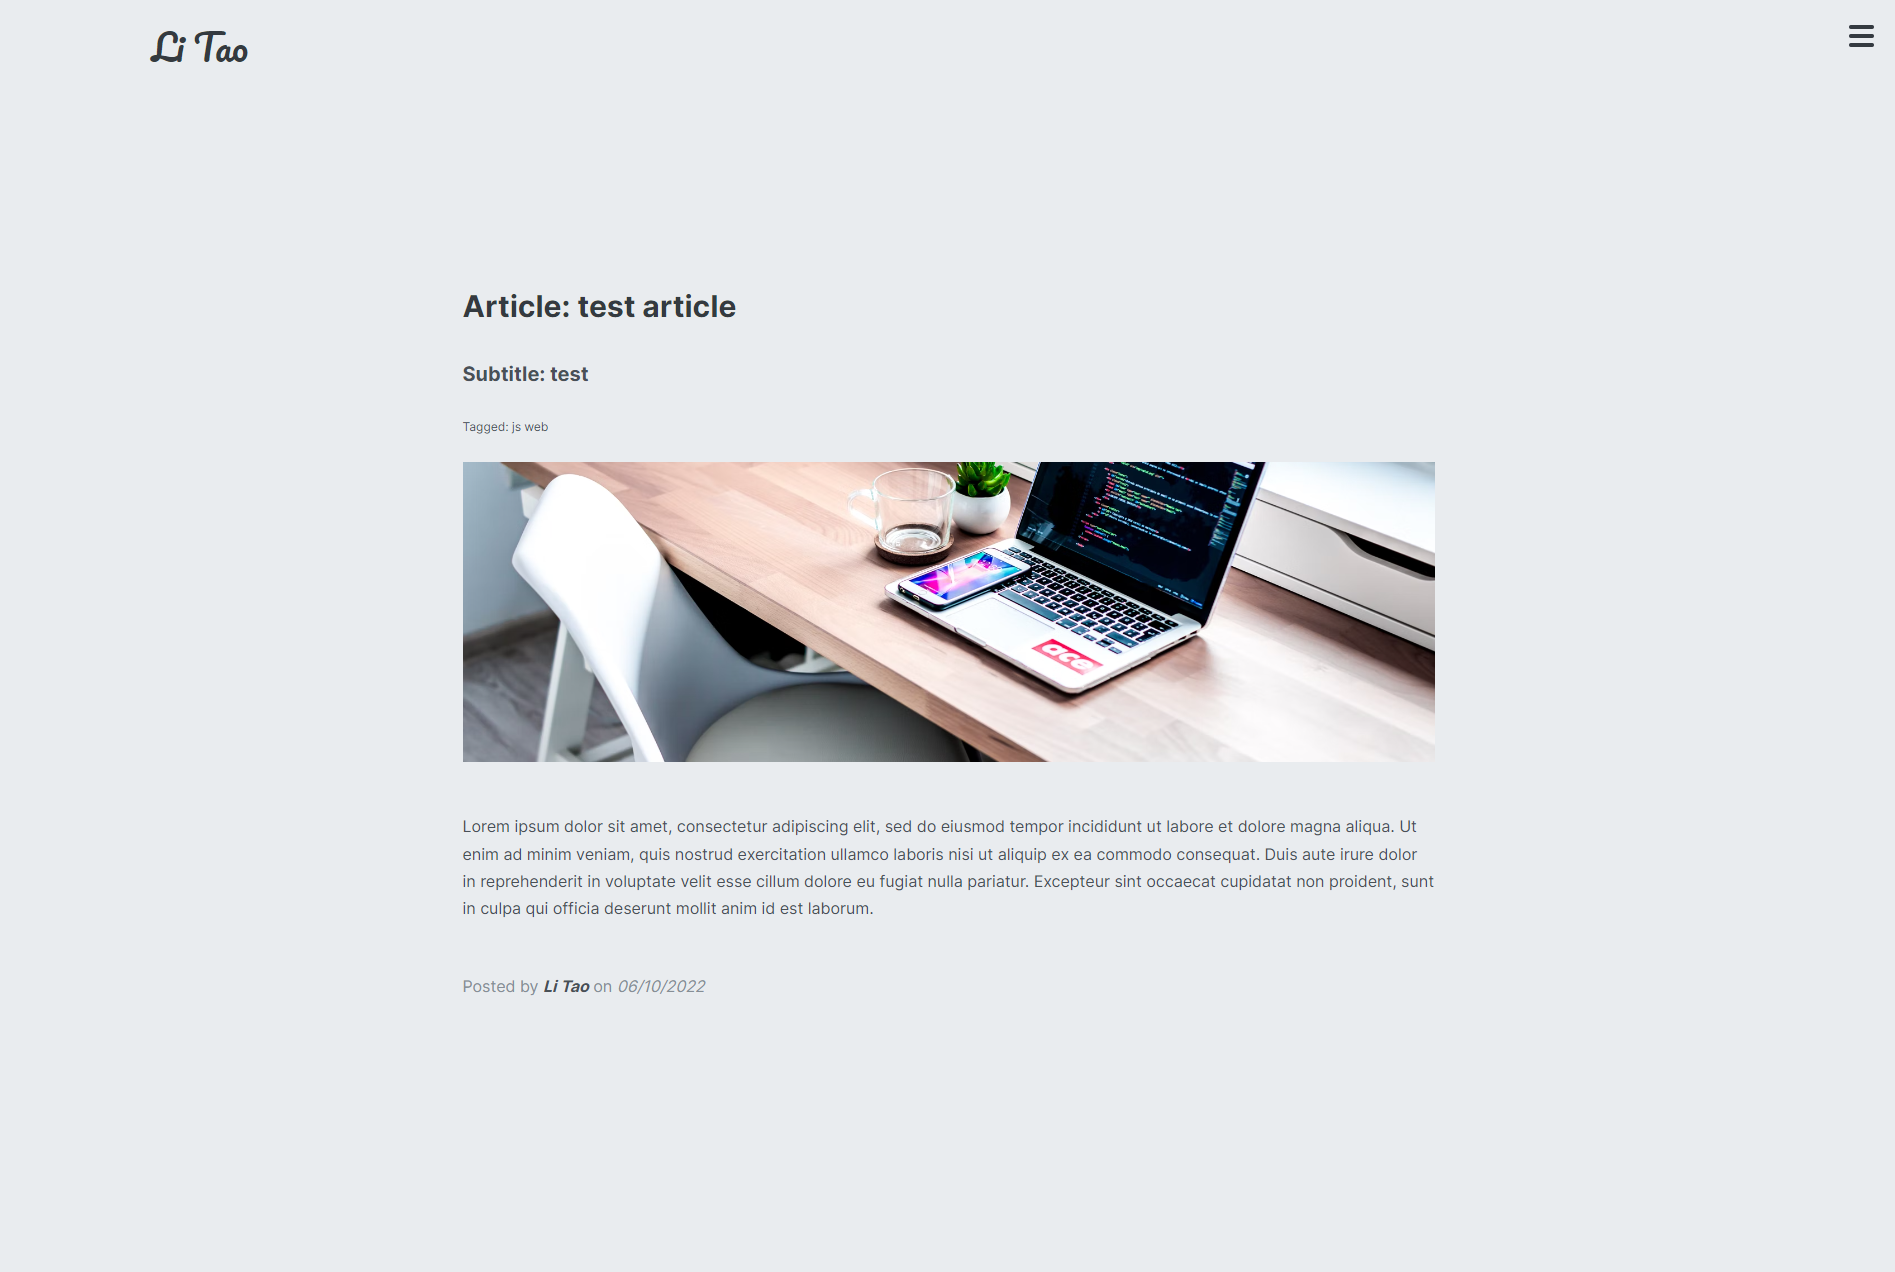 Li Tao
Article: test article
Subtitle: test
Tagged: js web
ace
Lorem ipsum dolor sit amet, consectetur adipiscing elit, sed do eiusmod tempor incididunt ut labore et dolore magna aliqua. Ut
enim ad minim veniam, quis nostrud exercitation ullamco laboris nisi ut aliquip ex ea commodo consequat. Duis aute irure dolor
in reprehenderit in voluptate velit esse cillum dolore eu fugiat nulla pariatur. Excepteur sint occaecat cupidatat non proident, sunt
in culpa qui officia deserunt mollit anim id est laborum.
Posted by Li Tao on 06/10/2022